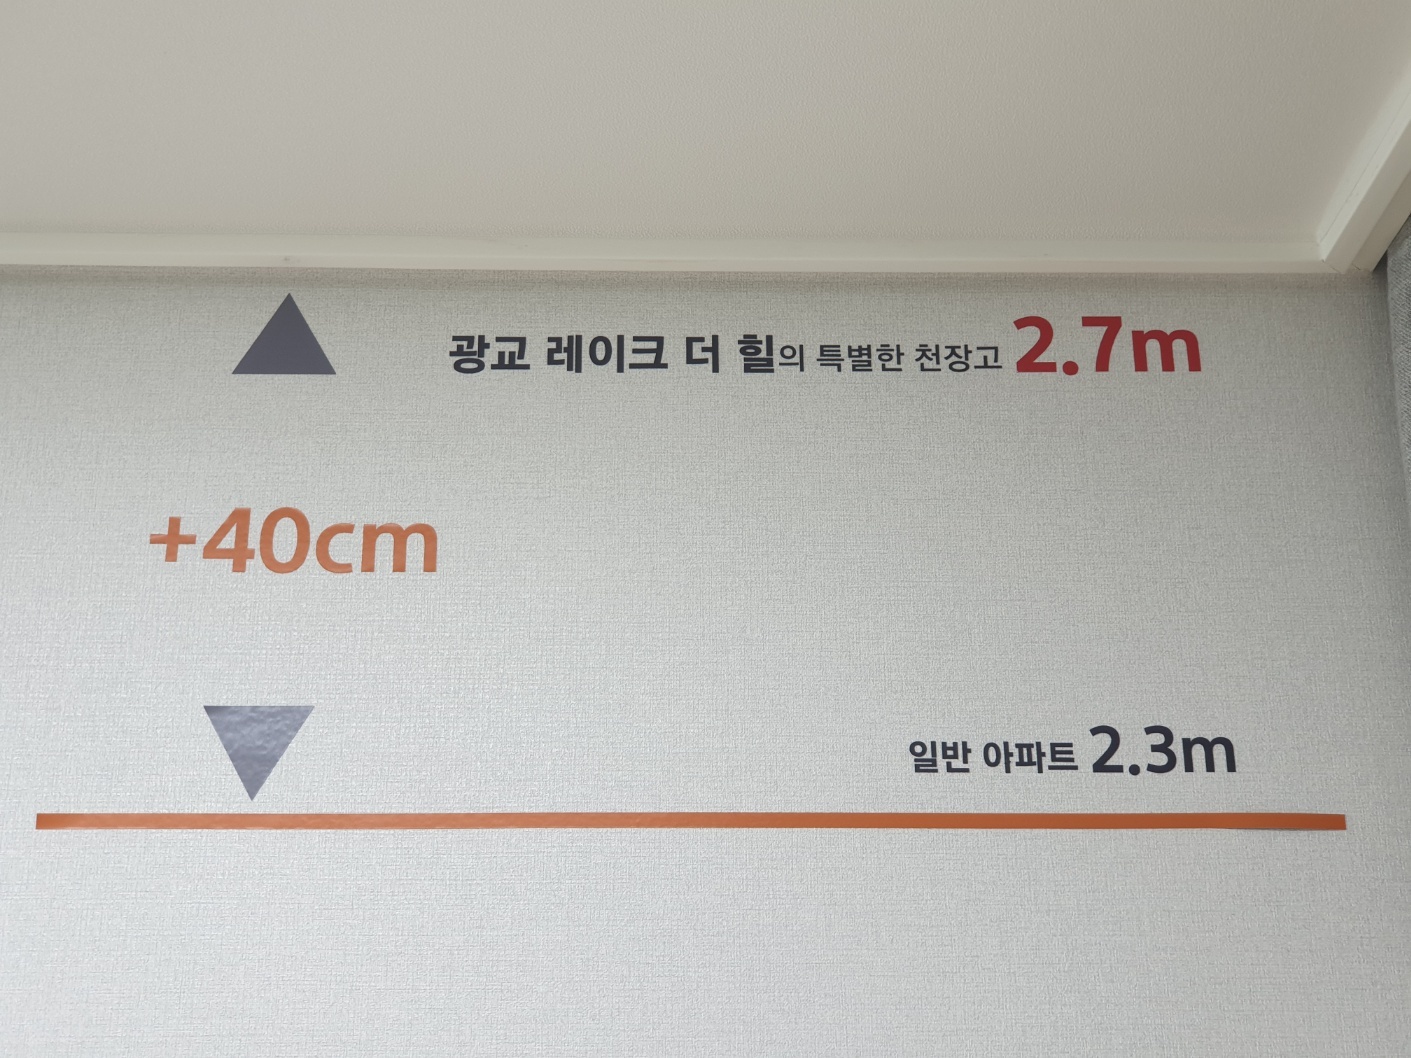 광교 레이크 더 힐의 특별한 천장고 2.7m
+40cm
일반 아파트 2.3m